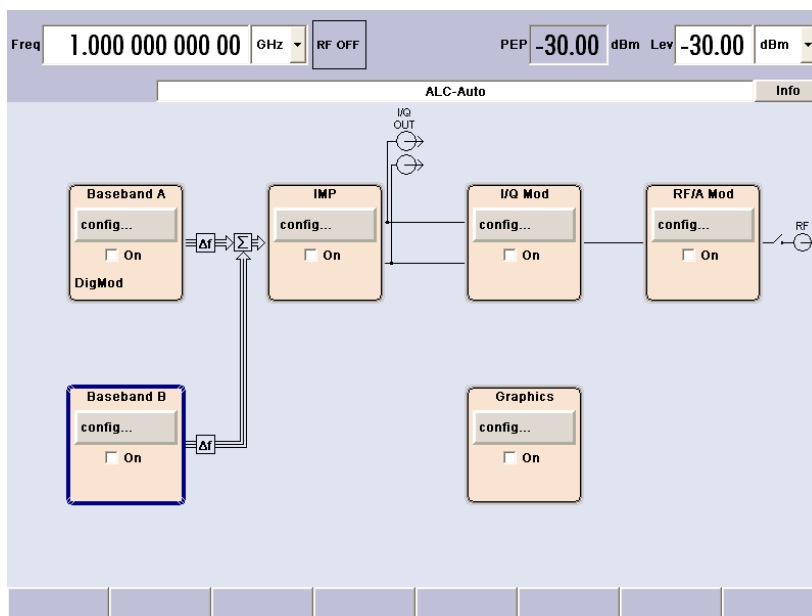 Freq 1.000 000 000 00 GHz RF OFF PEP -30.00 dBm Lev -30.00 dBm
ALC-Auto Info
I/Q
OUT
Baseband A IMP I/Q Mod RF/A Mod
config... config... config... config...
RF
Δf Σ
On On On On
DigMod
Baseband B Graphics
config... config...
Δf
On On